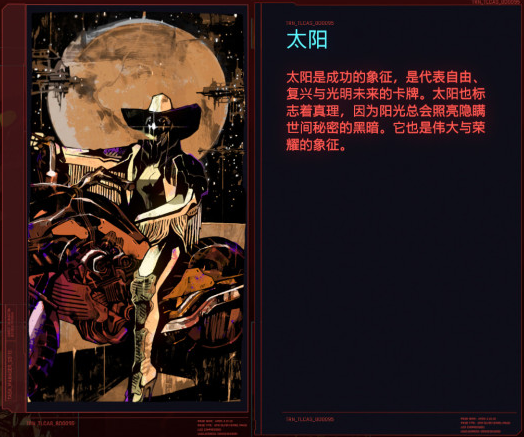 TRN_TLCAS_800095
太阳
太阳是成功的象征，是代表自由、
复兴与光明未来的卡牌。太阳也标
志着真理，因为阳光总会照亮隐瞒
世间秘密的黑暗。它也是伟大与荣
耀的象征。